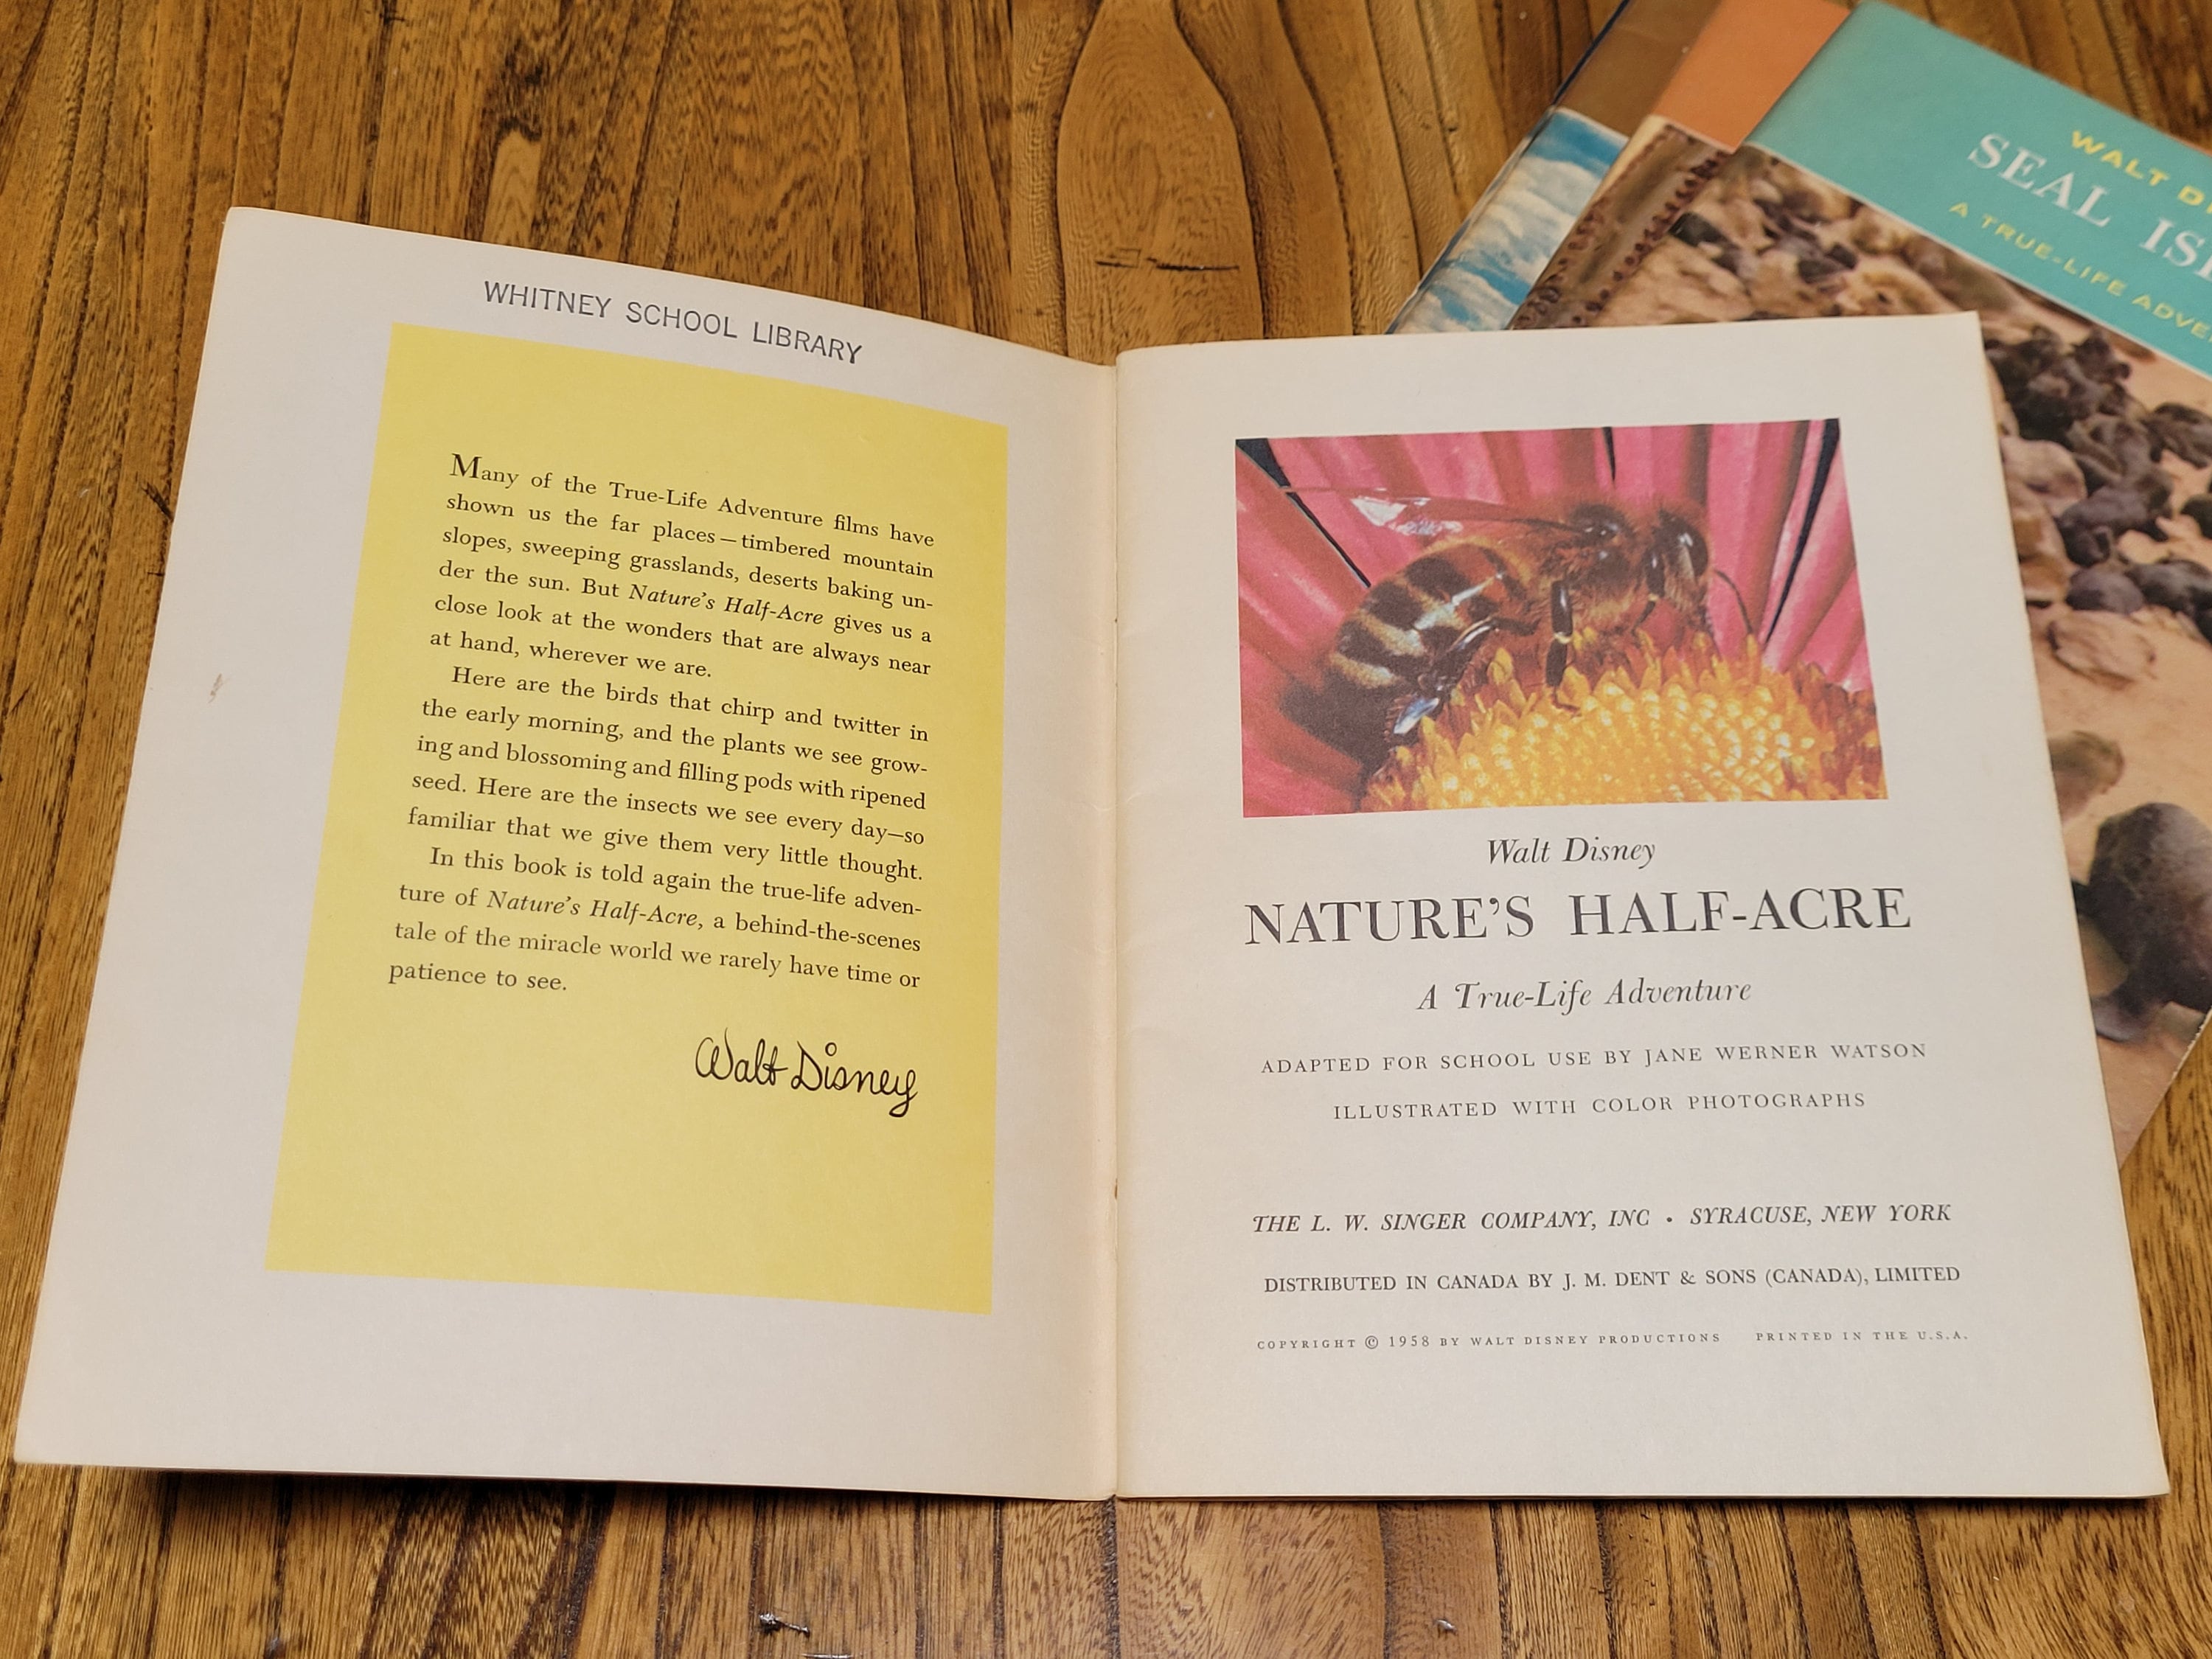 WHITNEY SCHOOL LIBRARY
Many of the True-Life Adventure films have
shown us the far places—timbered mountain
slopes, sweeping grasslands, deserts baking un-
der the sun. But Nature's Half-Acre gives us a
close look at the wonders that are always near
at hand, wherever we are.
Here are the birds that chirp and twitter in
the early morning, and the plants we see grow-
ing and blossoming and filling pods with ripened
seed. Here are the insects we see every day—so
familiar that we give them very little thought.
In this book is told again the true-life adven-
ture of Nature's Half-Acre, a behind-the-scenes
tale of the miracle world we rarely have time or
patience to see.
Walt Disney
Walt Disney
NATURE'S HALF-ACRE
A True-Life Adventure
ADAPTED FOR SCHOOL USE BY JANE WERNER WATSON
ILLUSTRATED WITH COLOR PHOTOGRAPHS
THE L. W. SINGER COMPANY, INC • SYRACUSE, NEW YORK
DISTRIBUTED IN CANADA BY J. M. DENT & SONS (CANADA), LIMITED
COPYRIGHT © 1958 BY WALT DISNEY PRODUCTIONS PRINTED IN THE U.S.A.
WALT
SEAL
A TRUE-LIFE